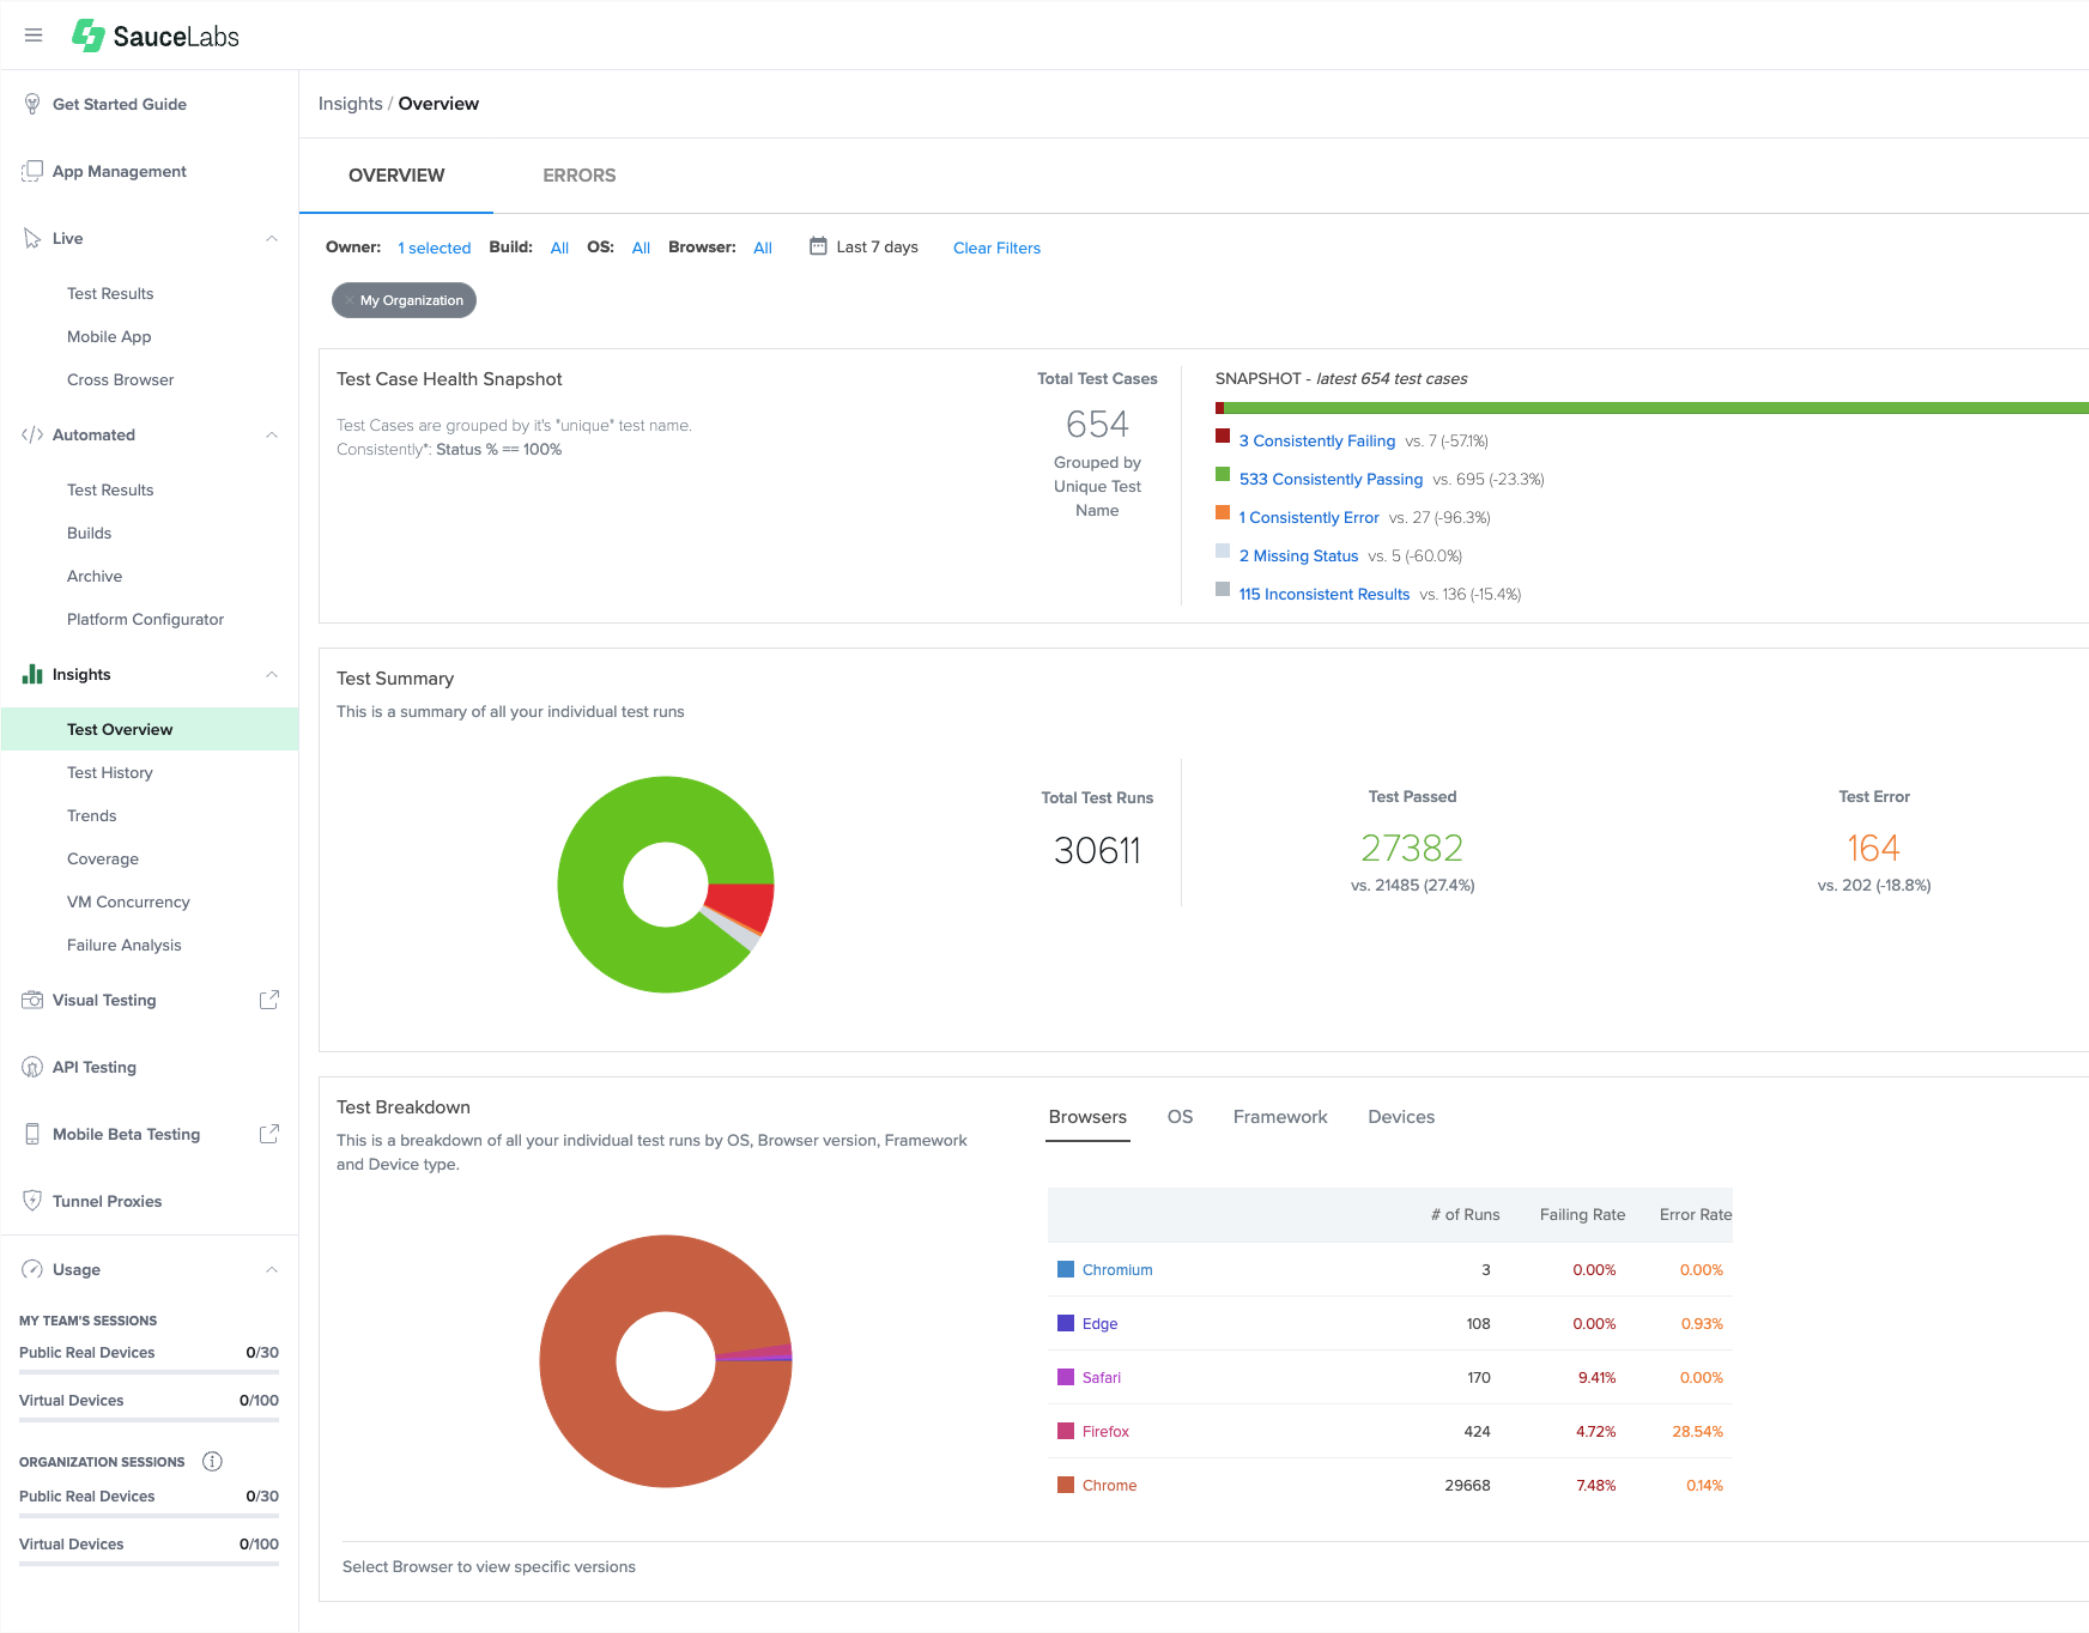 SauceLabs
Get Started Guide
App Management
Live
Test Results
Mobile App
Cross Browser
Automated
Test Results
Builds
Archive
Platform Configurator
Insights
Test Overview
Test History
Trends
Coverage
VM Concurrency
Failure Analysis
Visual Testing
API Testing
Mobile Beta Testing
Tunnel Proxies
Usage
MY TEAM'S SESSIONS
Public Real Devices 0/30
Virtual Devices 0/100
ORGANIZATION SESSIONS
Public Real Devices 0/30
Virtual Devices 0/100
Insights / Overview
OVERVIEW ERRORS
Owner: 1 selected Build: All OS: All Browser: All Last 7 days Clear Filters
× My Organization
Test Case Health Snapshot
Test Cases are grouped by it's "unique" test name.
Consistently*: Status % == 100%
Total Test Cases
654
Grouped by
Unique Test
Name
SNAPSHOT - latest 654 test cases
3 Consistently Failing vs. 7 (-57.1%)
533 Consistently Passing vs. 695 (-23.3%)
1 Consistently Error vs. 27 (-96.3%)
2 Missing Status vs. 5 (-60.0%)
115 Inconsistent Results vs. 136 (-15.4%)
Test Summary
This is a summary of all your individual test runs
Total Test Runs
30611
Test Passed
27382
vs. 21485 (27.4%)
Test Error
164
vs. 202 (-18.8%)
Test Breakdown
This is a breakdown of all your individual test runs by OS, Browser version, Framework
and Device type.
Browsers OS Framework Devices
# of Runs Failing Rate Error Rate
Chromium 3 0.00% 0.00%
Edge 108 0.00% 0.93%
Safari 170 9.41% 0.00%
Firefox 424 4.72% 28.54%
Chrome 29668 7.48% 0.14%
Select Browser to view specific versions